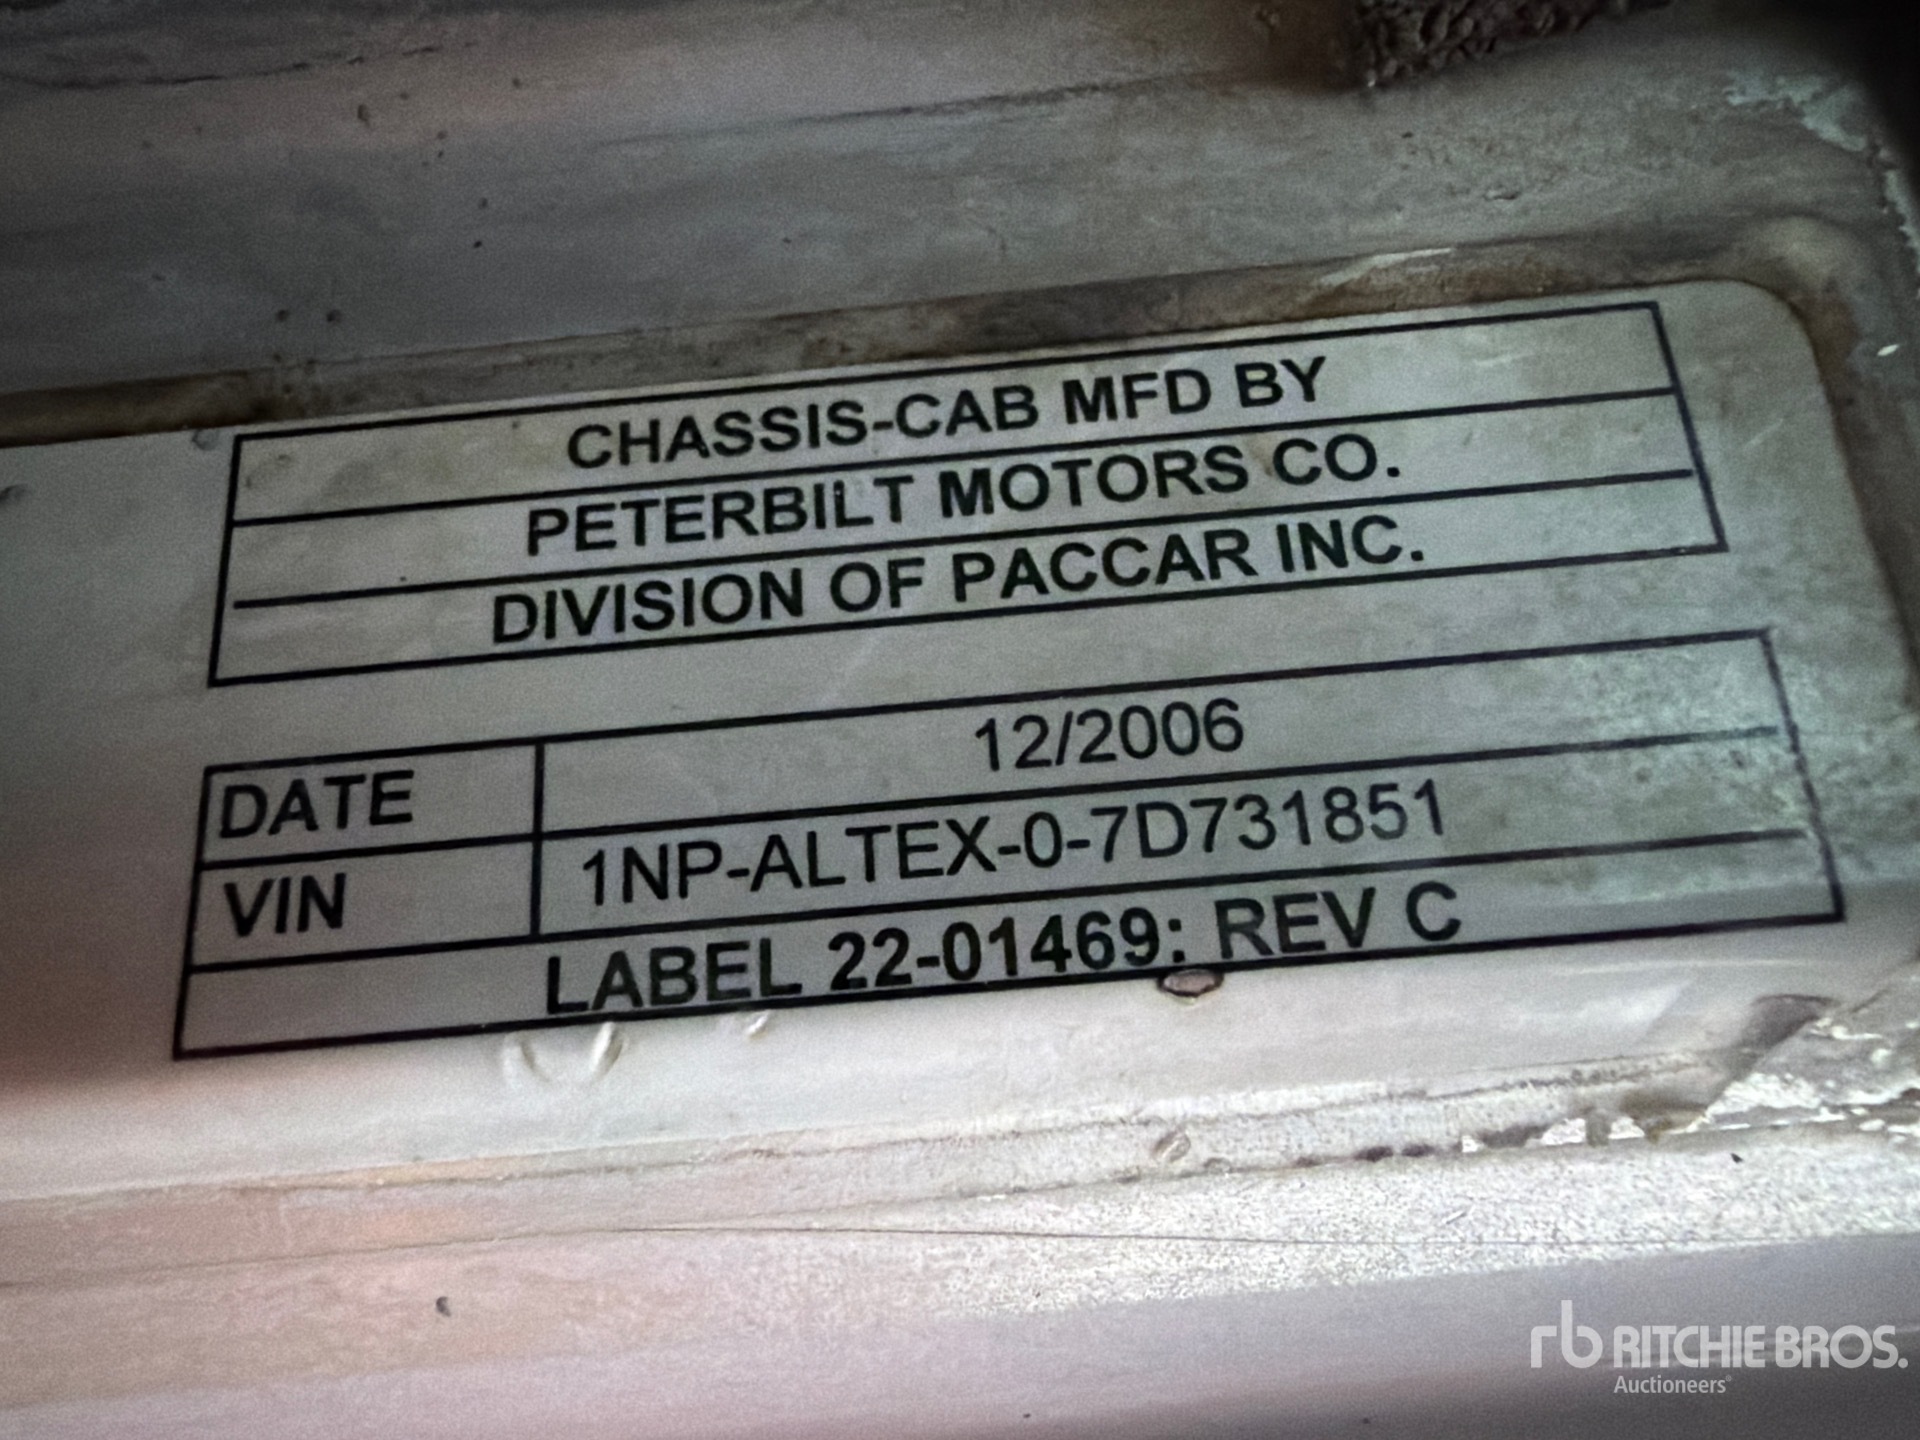 CHASSIS-CAB MFD BY
PETERBILT MOTORS CO.
DIVISION OF PACCAR INC.
DATE 12/2006
VIN 1NP-ALTEX-0-7D731851
LABEL 22-01469: REV C
rb RITCHIE BROS.
Auctioneers®